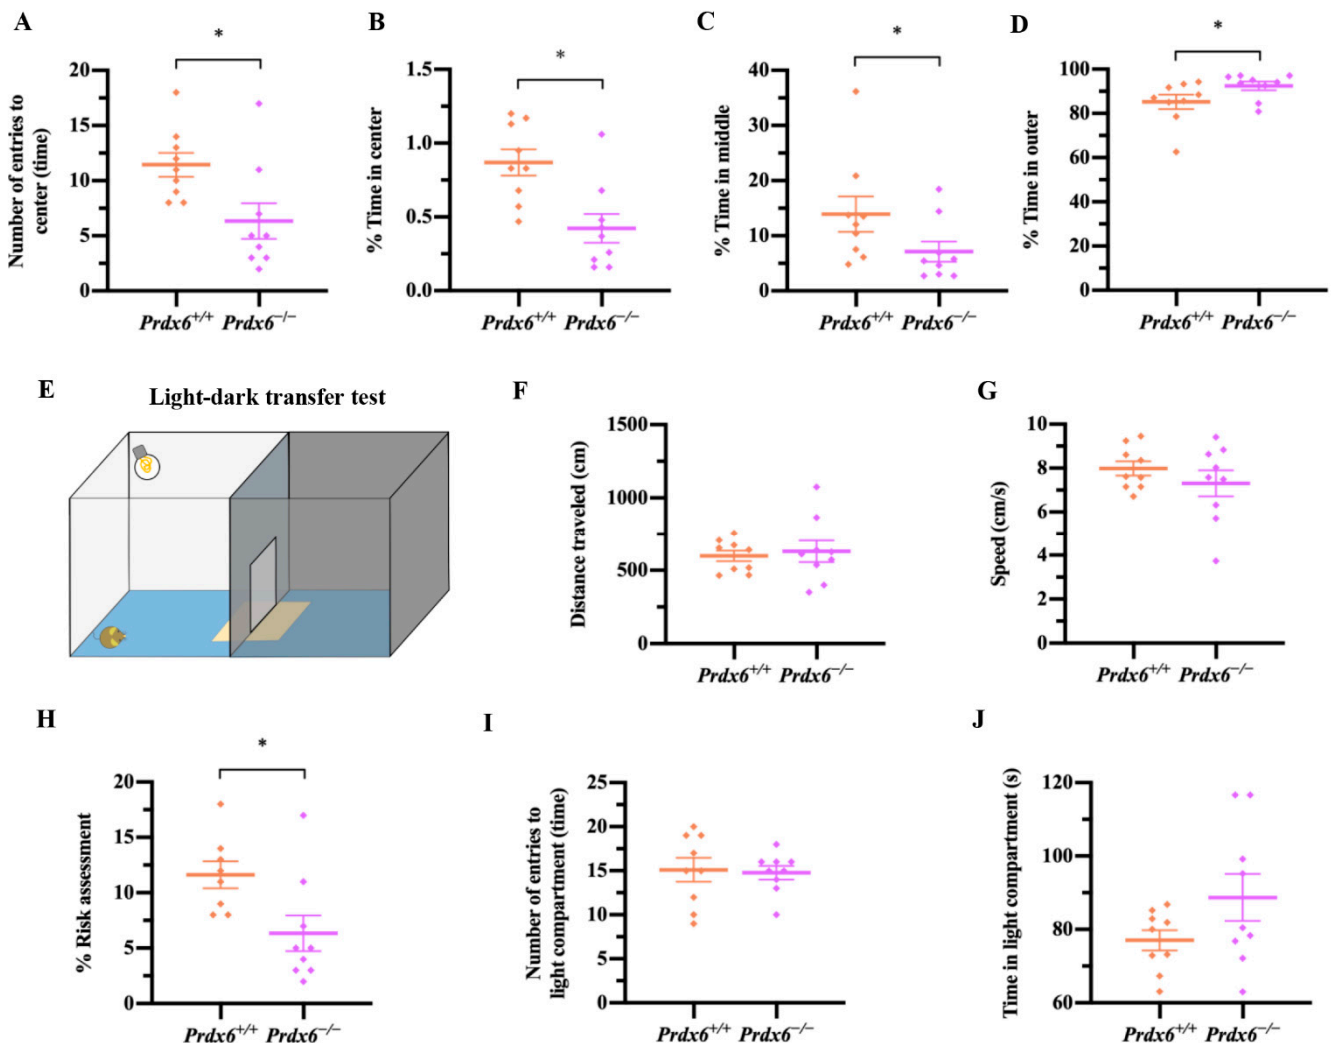 A
*
Number of entries to
center (time)
20
15
10
5
0
Prdx6+/+ Prdx6−/−
B
*
% Time in center
1.5
1.0
0.5
0.0
Prdx6+/+ Prdx6−/−
C
*
% Time in middle
40
30
20
10
0
Prdx6+/+ Prdx6−/−
D
*
% Time in outer
100
80
60
40
20
0
Prdx6+/+ Prdx6−/−
E
Light-dark transfer test
F
Distance traveled (cm)
1500
1000
500
0
Prdx6+/+ Prdx6−/−
G
Speed (cm/s)
10
8
6
4
2
0
Prdx6+/+ Prdx6−/−
H
*
% Risk assessment
20
15
10
5
0
Prdx6+/+ Prdx6−/−
I
Number of entries to
light compartment (time)
25
20
15
10
5
0
Prdx6+/+ Prdx6−/−
J
Time in light compartment (s)
120
100
80
60
Prdx6+/+ Prdx6−/−